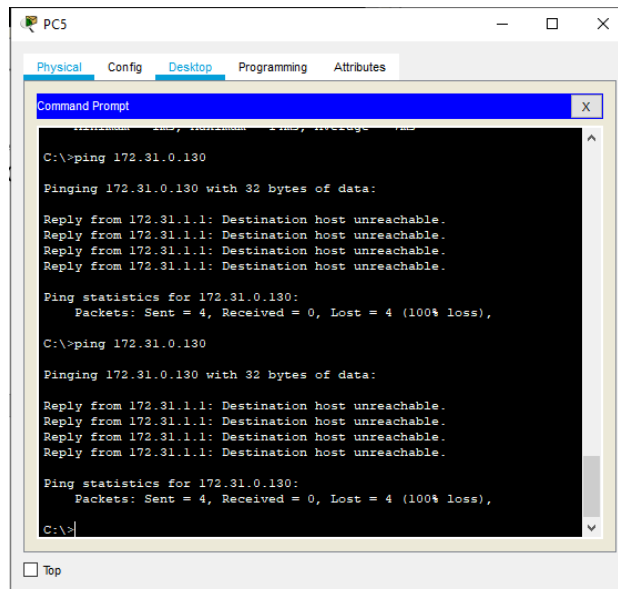 PC5
Physical Config Desktop Programming Attributes
Command Prompt X
C:\>ping 172.31.0.130
Pinging 172.31.0.130 with 32 bytes of data:
Reply from 172.31.1.1: Destination host unreachable.
Reply from 172.31.1.1: Destination host unreachable.
Reply from 172.31.1.1: Destination host unreachable.
Reply from 172.31.1.1: Destination host unreachable.
Ping statistics for 172.31.0.130:
Packets: Sent = 4, Received = 0, Lost = 4 (100% loss),
C:\>ping 172.31.0.130
Pinging 172.31.0.130 with 32 bytes of data:
Reply from 172.31.1.1: Destination host unreachable.
Reply from 172.31.1.1: Destination host unreachable.
Reply from 172.31.1.1: Destination host unreachable.
Reply from 172.31.1.1: Destination host unreachable.
Ping statistics for 172.31.0.130:
Packets: Sent = 4, Received = 0, Lost = 4 (100% loss),
C:\>
Top